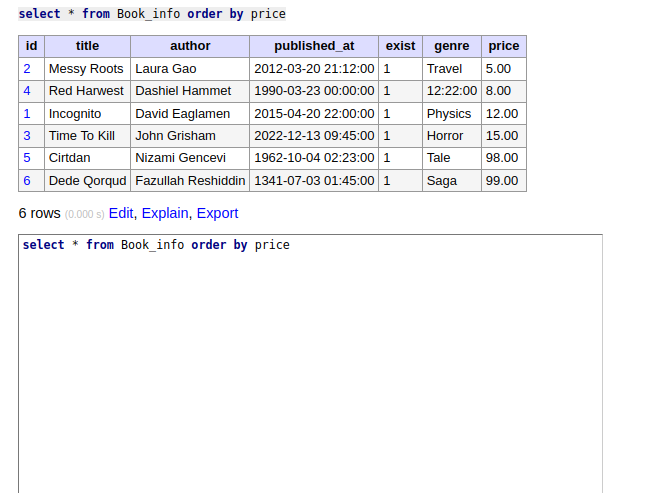 select * from Book_info order by price
id title author published_at exist genre price
2 Messy Roots Laura Gao 2012-03-20 21:12:00 1 Travel 5.00
4 Red Harwest Dashiel Hammet 1990-03-23 00:00:00 1 12:22:00 8.00
1 Incognito David Eaglamen 2015-04-20 22:00:00 1 Physics 12.00
3 Time To Kill John Grisham 2022-12-13 09:45:00 1 Horror 15.00
5 Cirtdan Nizami Gencevi 1962-10-04 02:23:00 1 Tale 98.00
6 Dede Qorqud Fazullah Reshiddin 1341-07-03 01:45:00 1 Saga 99.00
6 rows (0.000 s) Edit, Explain, Export
select * from Book_info order by price